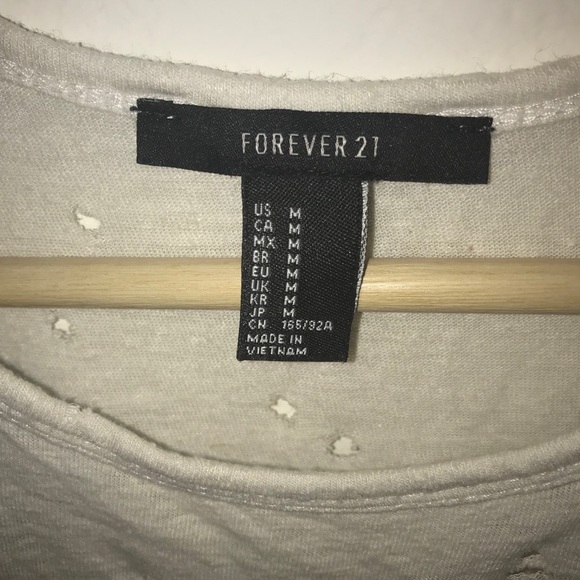 FOREVER 21
US M
CA M
MX M
BR M
EU M
UK M
KR M
JP M
CN 165/92A
MADE IN
VIETNAM